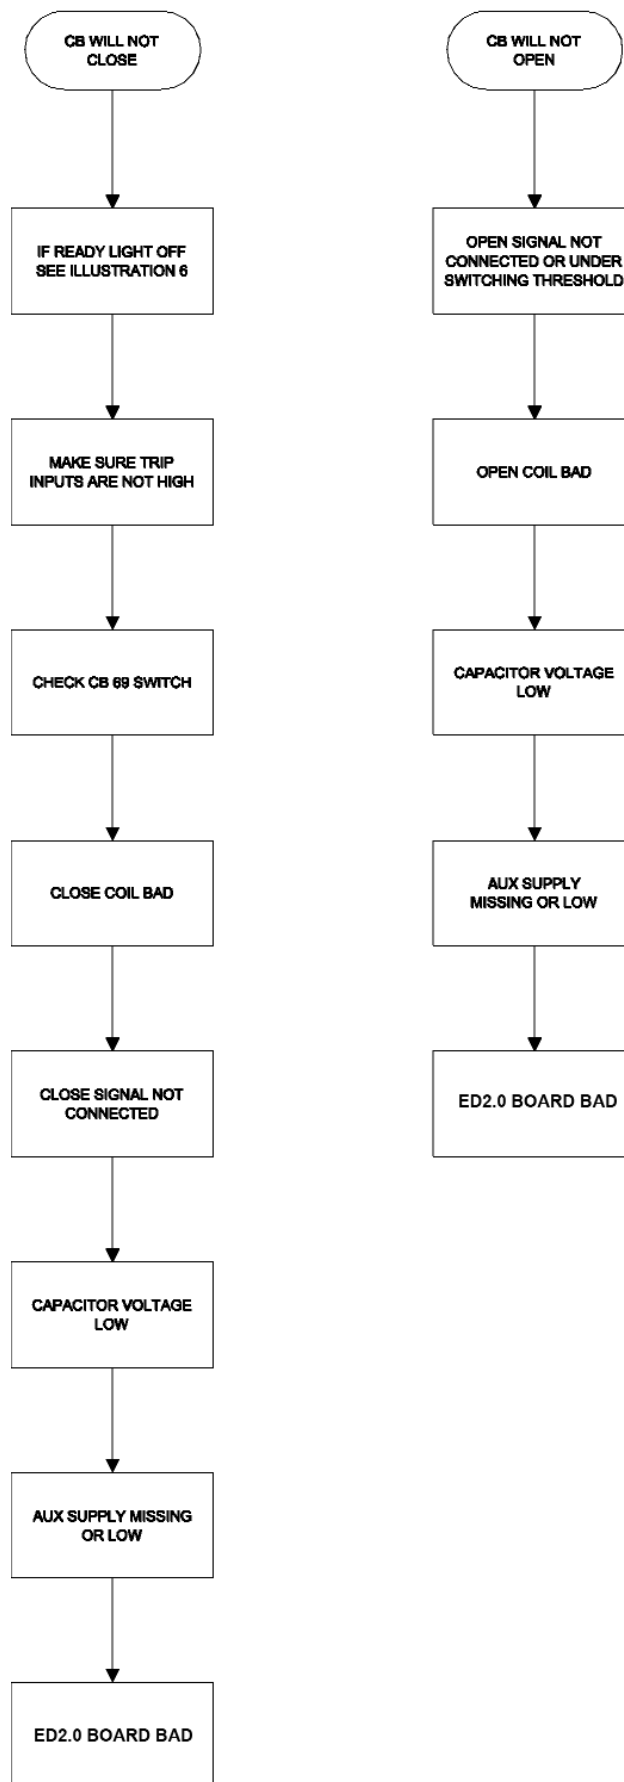 CB WILL NOT
CLOSE
IF READY LIGHT OFF
SEE ILLUSTRATION 6
MAKE SURE TRIP
INPUTS ARE NOT HIGH
CHECK CB 69 SWITCH
CLOSE COIL BAD
CLOSE SIGNAL NOT
CONNECTED
CAPACITOR VOLTAGE
LOW
AUX SUPPLY MISSING
OR LOW
ED2.0 BOARD BAD
CB WILL NOT
OPEN
OPEN SIGNAL NOT
CONNECTED OR UNDER
SWITCHING THRESHOLD
OPEN COIL BAD
CAPACITOR VOLTAGE
LOW
AUX SUPPLY
MISSING OR LOW
ED2.0 BOARD BAD